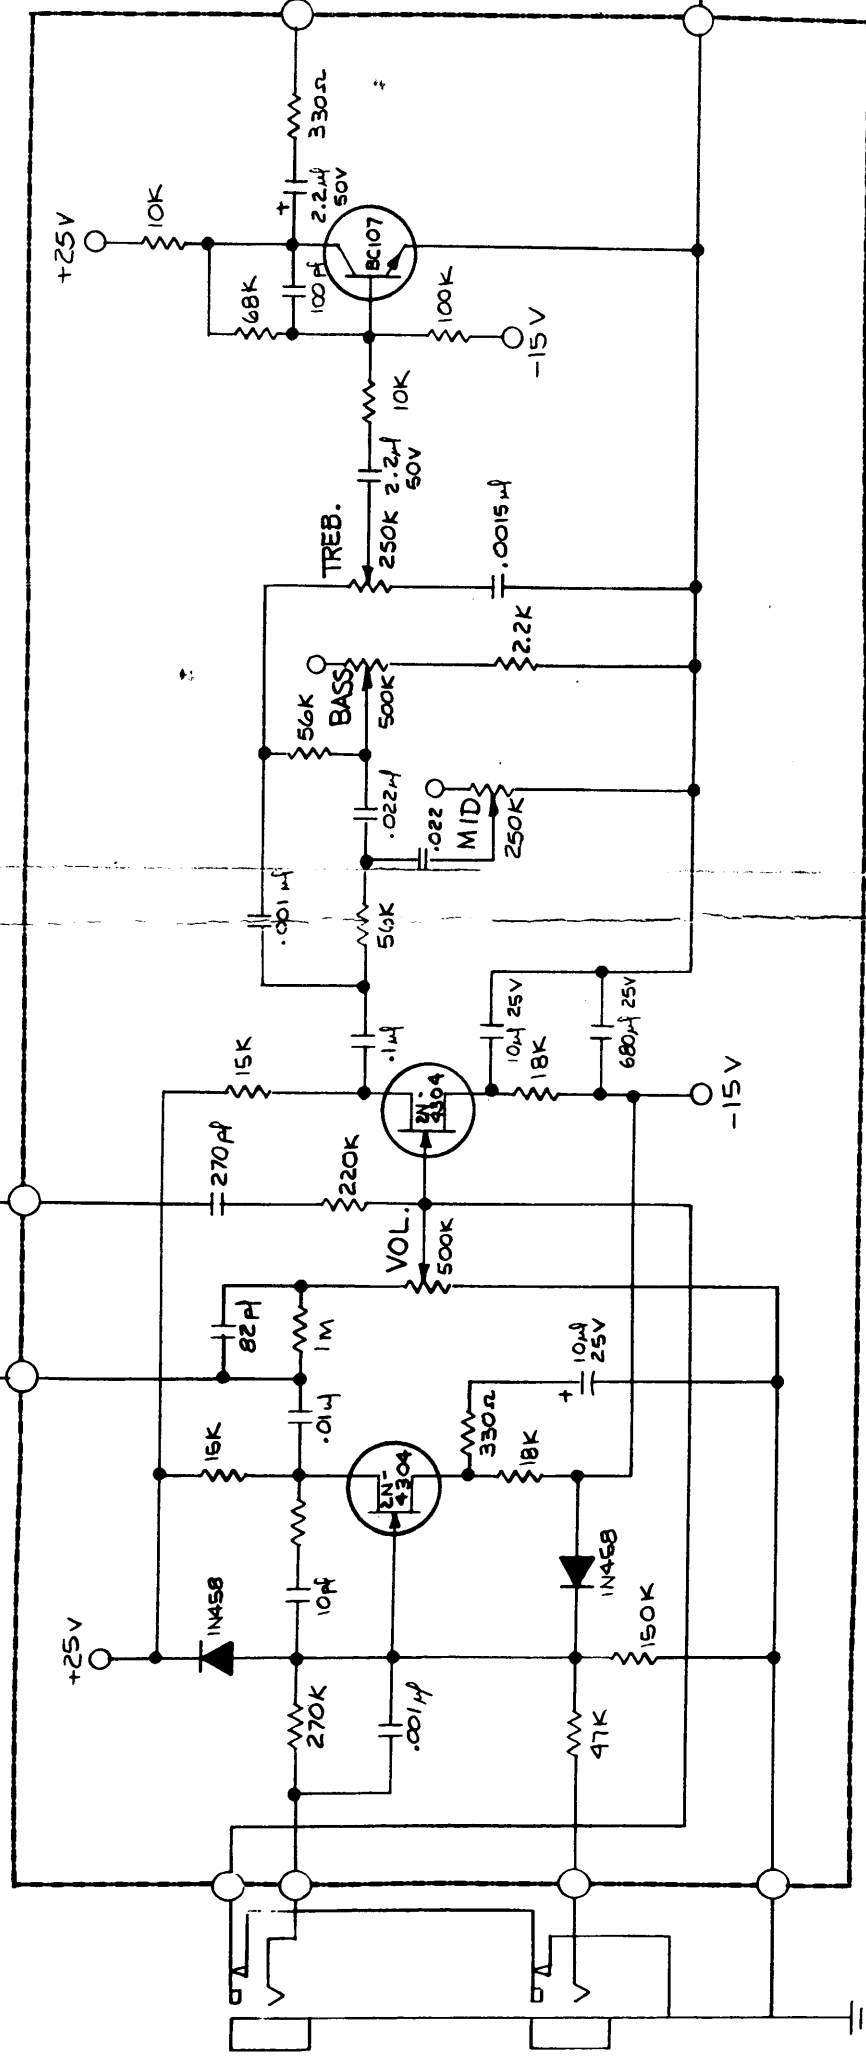 +25V
10K
68K
100pf
+
2.2µf
50V
330Ω
BC107
100K
-15V
10K
2.2µf
50V
TREB.
250K
.0015µf
2.2K
BASS
500K
56K
.022µf
.022
MID
250K
.001µf
56K
.1µf
10µf 25V
18K
680µf 25V
-15V
15K
2N-
4304
270pf
220K
VOL.
500K
82pf
1M
.01µf
15K
2N-
4304
330Ω
+
10µf
25V
18K
10pf
1N458
1N458
+25V
270K
.001µf
150K
47K